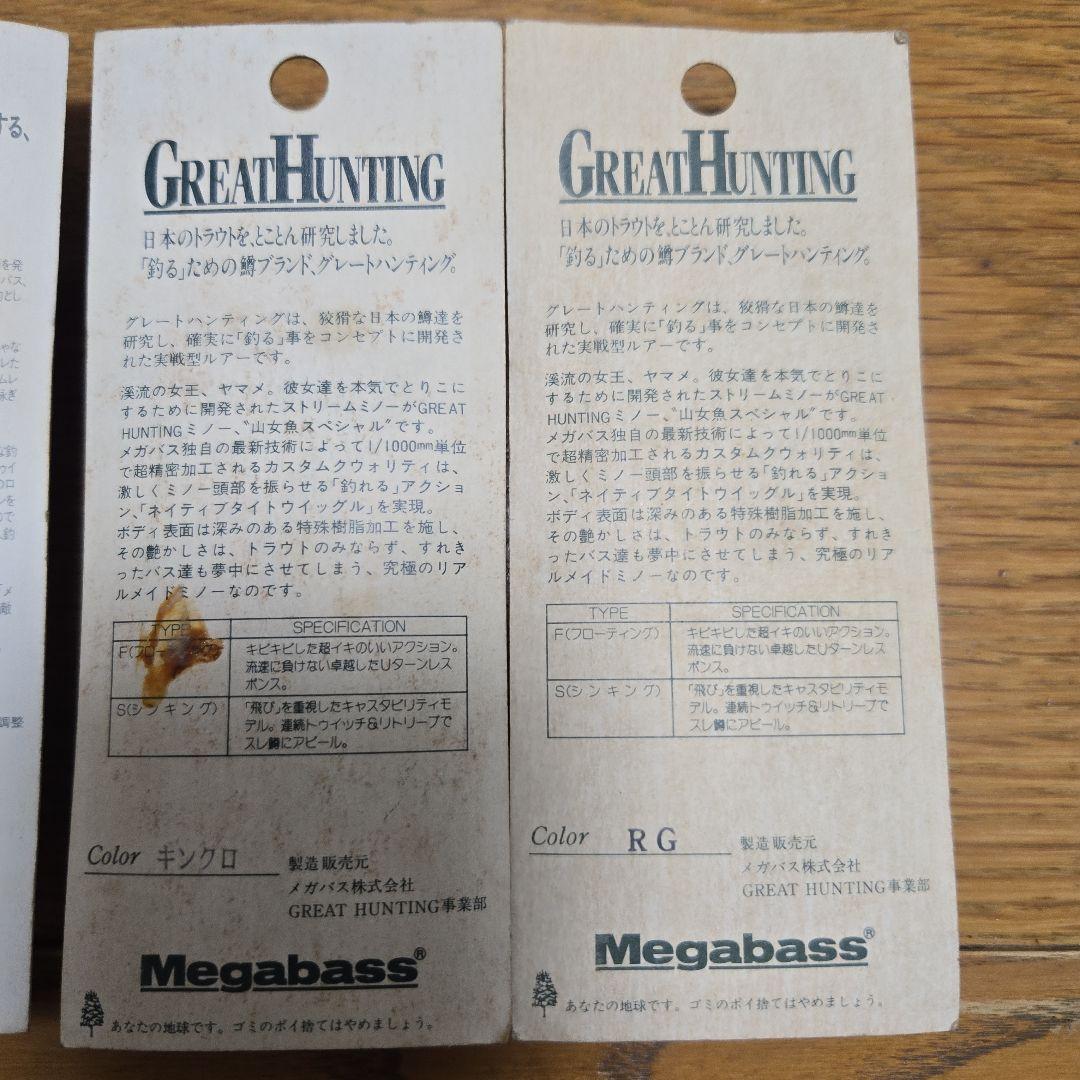 する、
を発
バス、
調整
GREATHUNTING
日本のトラウトを、とことん研究しました。
「釣る」ための鱒ブランド、グレートハンティング。
グレートハンティングは、狡猾な日本の鱒達を
研究し、確実に「釣る」事をコンセプトに開発さ
れた実戦型ルアーです。
溪流の女王、ヤマメ。彼女達を本気でとりこに
するために開発されたストリームミノーがGREAT
HUNTINGミノー、〝山女魚スペシャル〟です。
メガバス独自の最新技術によって1/1000mm単位
で超精密加工されるカスタムクウォリティは、
激しくミノー頭部を振らせる「釣れる」アクショ
ン、「ネイティブタイトウイッグル」を実現。
ボディ表面は深みのある特殊樹脂加工を施し、
その艶かしさは、トラウトのみならず、すれき
ったバス達も夢中にさせてしまう、究極のリア
ルメイドミノーなのです。
TYPE SPECIFICATION
F(フロー キビキビした超イキのいいアクション。
流速に負けない卓越したUターンレス
ポンス。
S(シンキング) 「飛び」を重視したキャスタビリティモ
デル。連続トゥイッチ&リトリーブで
スレ鱒にアピール。
Color キンクロ
製造販売元
メガバス株式会社
GREAT HUNTING事業部
Megabass®
あなたの地球です。ゴミのポイ捨てはやめましょう。
GREATHUNTING
日本のトラウトを、とことん研究しました。
「釣る」ための鱒ブランド、グレートハンティング。
グレートハンティングは、狡猾な日本の鱒達を
研究し、確実に「釣る」事をコンセプトに開発さ
れた実戦型ルアーです。
溪流の女王、ヤマメ。彼女達を本気でとりこに
するために開発されたストリームミノーがGREAT
HUNTINGミノー、〝山女魚スペシャル〟です。
メガバス独自の最新技術によって1/1000mm単位
で超精密加工されるカスタムクウォリティは、
激しくミノー頭部を振らせる「釣れる」アクショ
ン、「ネイティブタイトウイッグル」を実現。
ボディ表面は深みのある特殊樹脂加工を施し、
その艶かしさは、トラウトのみならず、すれき
ったバス達も夢中にさせてしまう、究極のリア
ルメイドミノーなのです。
TYPE SPECIFICATION
F(フローティング) キビキビした超イキのいいアクション。
流速に負けない卓越したUターンレス
ポンス。
S(シンキング) 「飛び」を重視したキャスタビリティモ
デル。連続トゥイッチ&リトリーブで
スレ鱒にアピール。
Color RG
製造販売元
メガバス株式会社
GREAT HUNTING事業部
Megabass®
あなたの地球です。ゴミのポイ捨てはやめましょう。